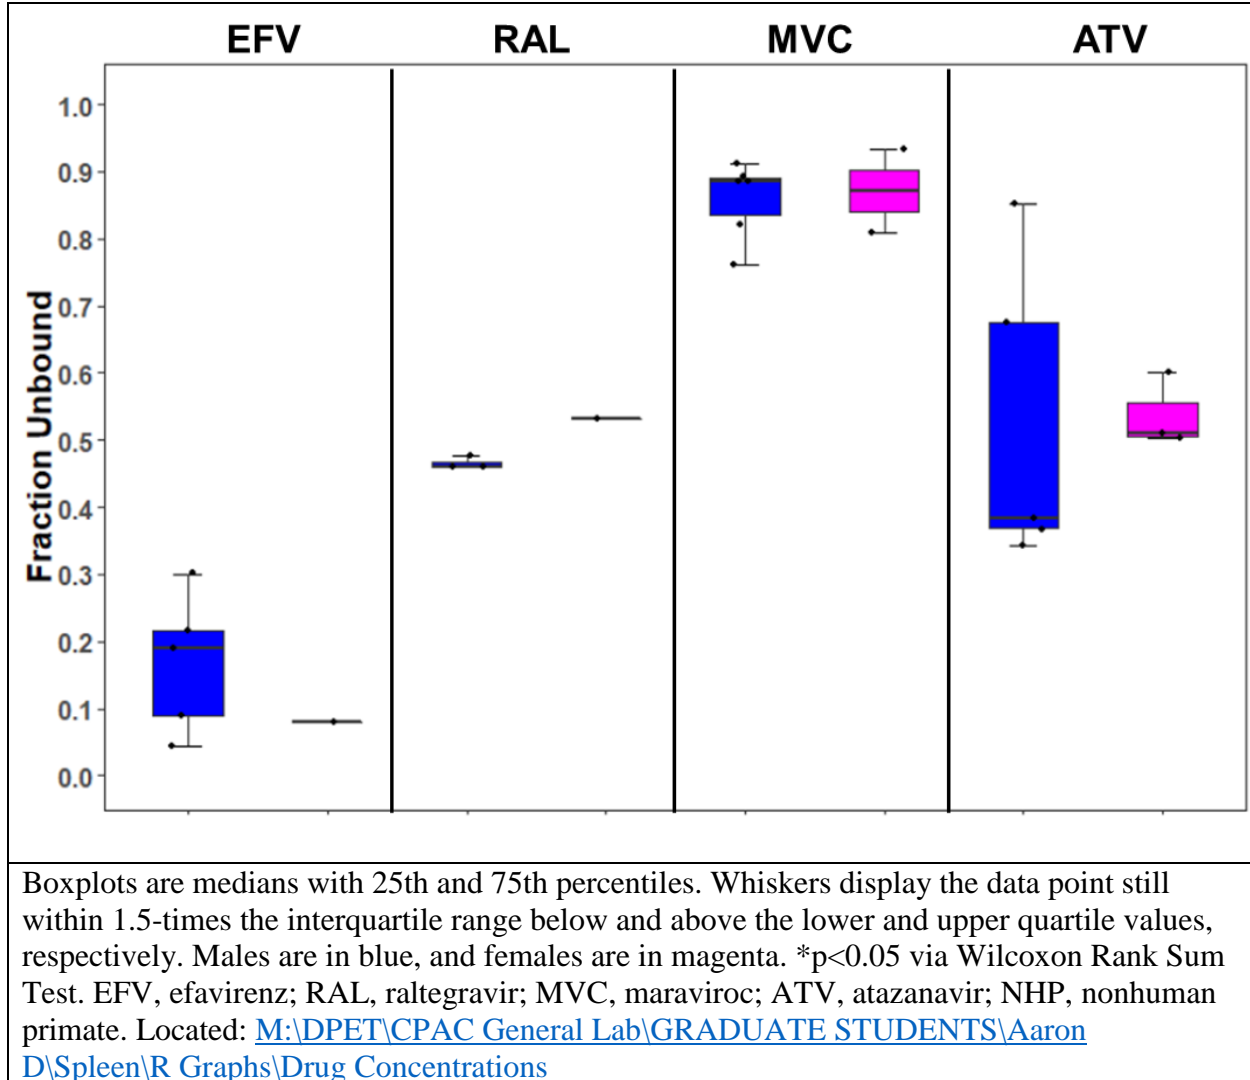 EFV RAL MVC ATV
Fraction Unbound
1.0
0.9
0.8
0.7
0.6
0.5
0.4
0.3
0.2
0.1
0.0
Boxplots are medians with 25th and 75th percentiles. Whiskers display the data point still
within 1.5-times the interquartile range below and above the lower and upper quartile values,
respectively. Males are in blue, and females are in magenta. *p<0.05 via Wilcoxon Rank Sum
Test. EFV, efavirenz; RAL, raltegravir; MVC, maraviroc; ATV, atazanavir; NHP, nonhuman
primate. Located: M:\DPET\CPAC General Lab\GRADUATE STUDENTS\Aaron
D\Spleen\R Graphs\Drug Concentrations